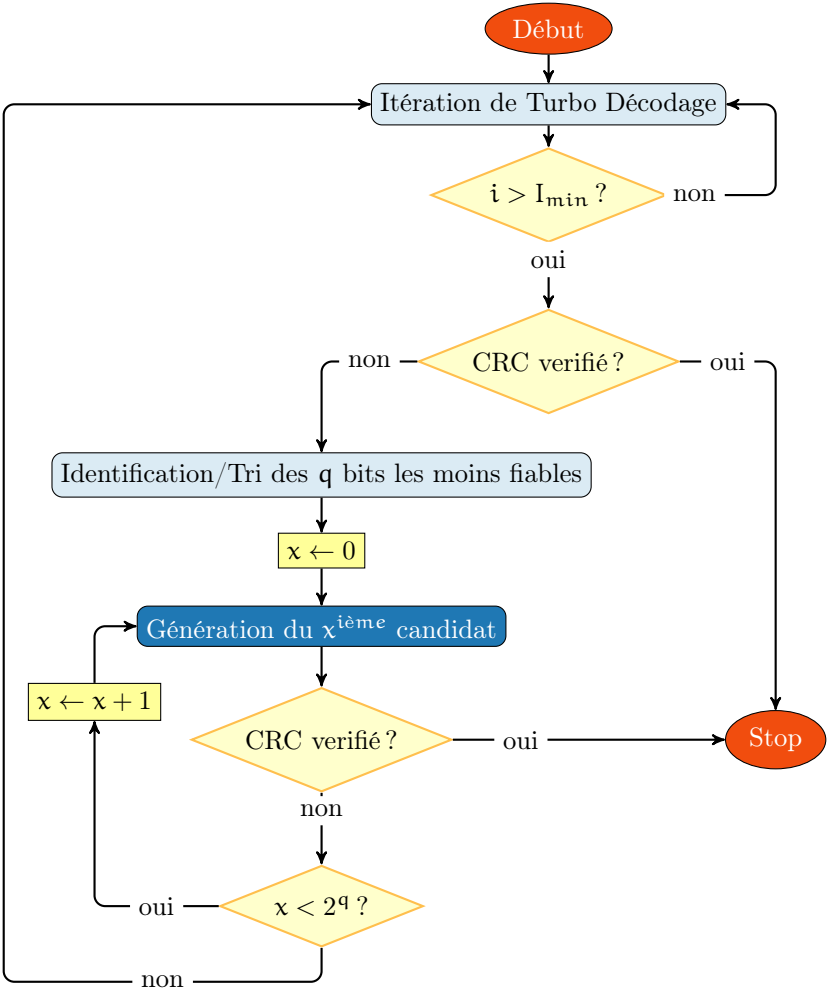 Début
Itération de Turbo Décodage
i > I_min ?
non
oui
CRC verifié ?
non
oui
Identification/Tri des q bits les moins fiables
x ← 0
Génération du x^ième candidat
x ← x + 1
CRC verifié ?
oui
Stop
non
x < 2^q ?
oui
non